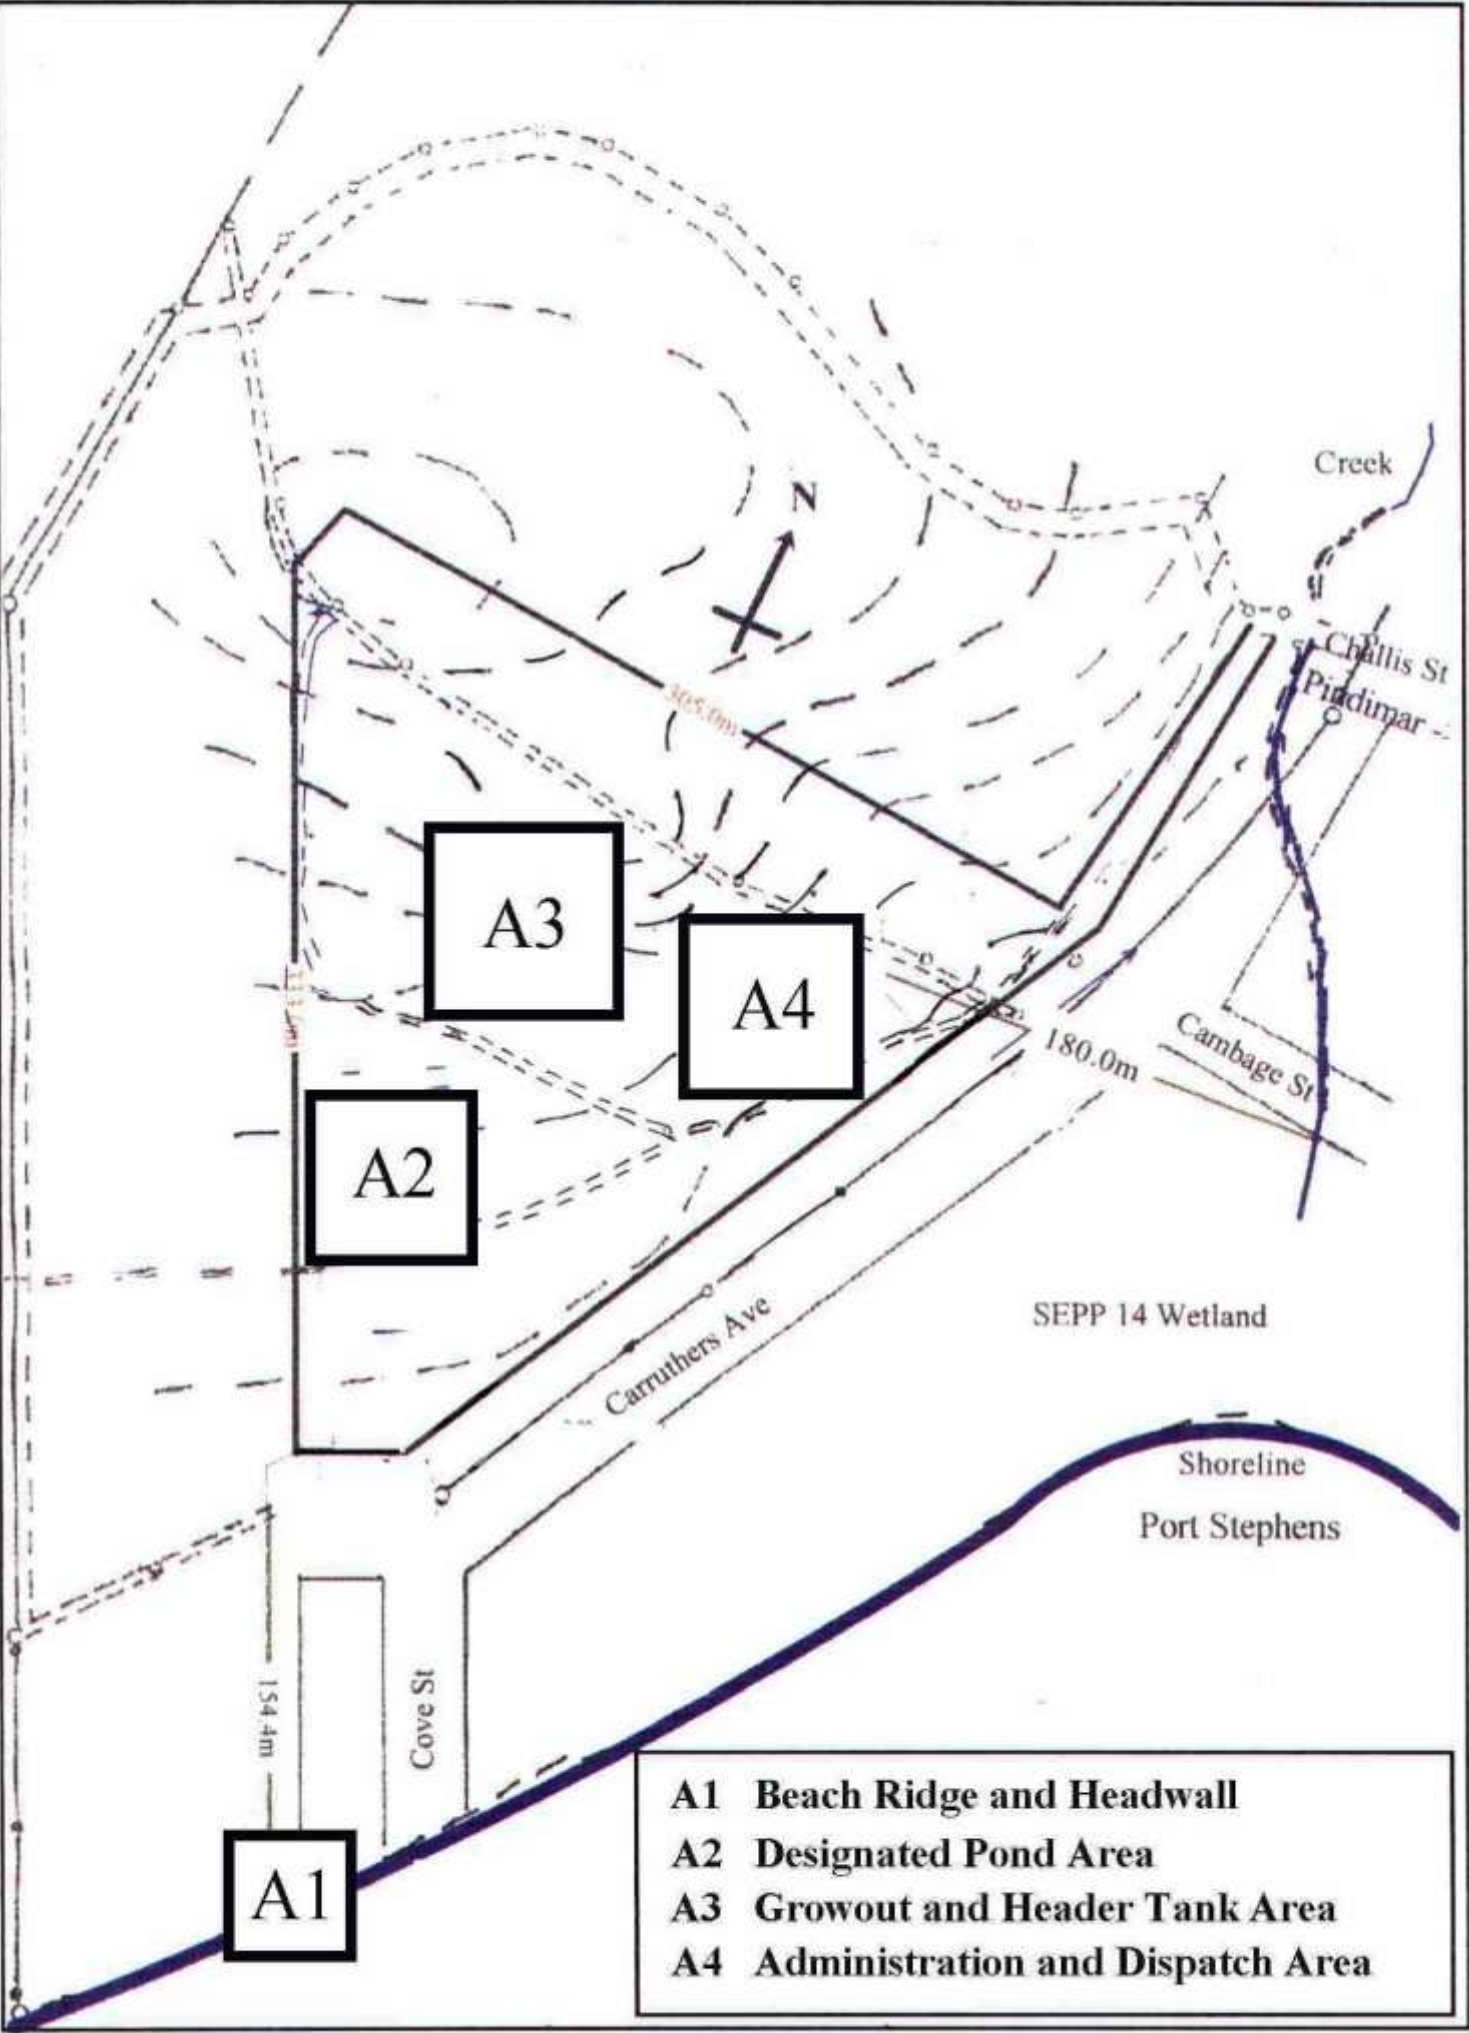 N
Creek
Challis St
Pindimar -
305.0m
A3
A4
180.0m
Cambage St
A2
SEPP 14 Wetland
Carruthers Ave
Shoreline
Port Stephens
154.4m
Cove St
A1
A1 Beach Ridge and Headwall
A2 Designated Pond Area
A3 Growout and Header Tank Area
A4 Administration and Dispatch Area